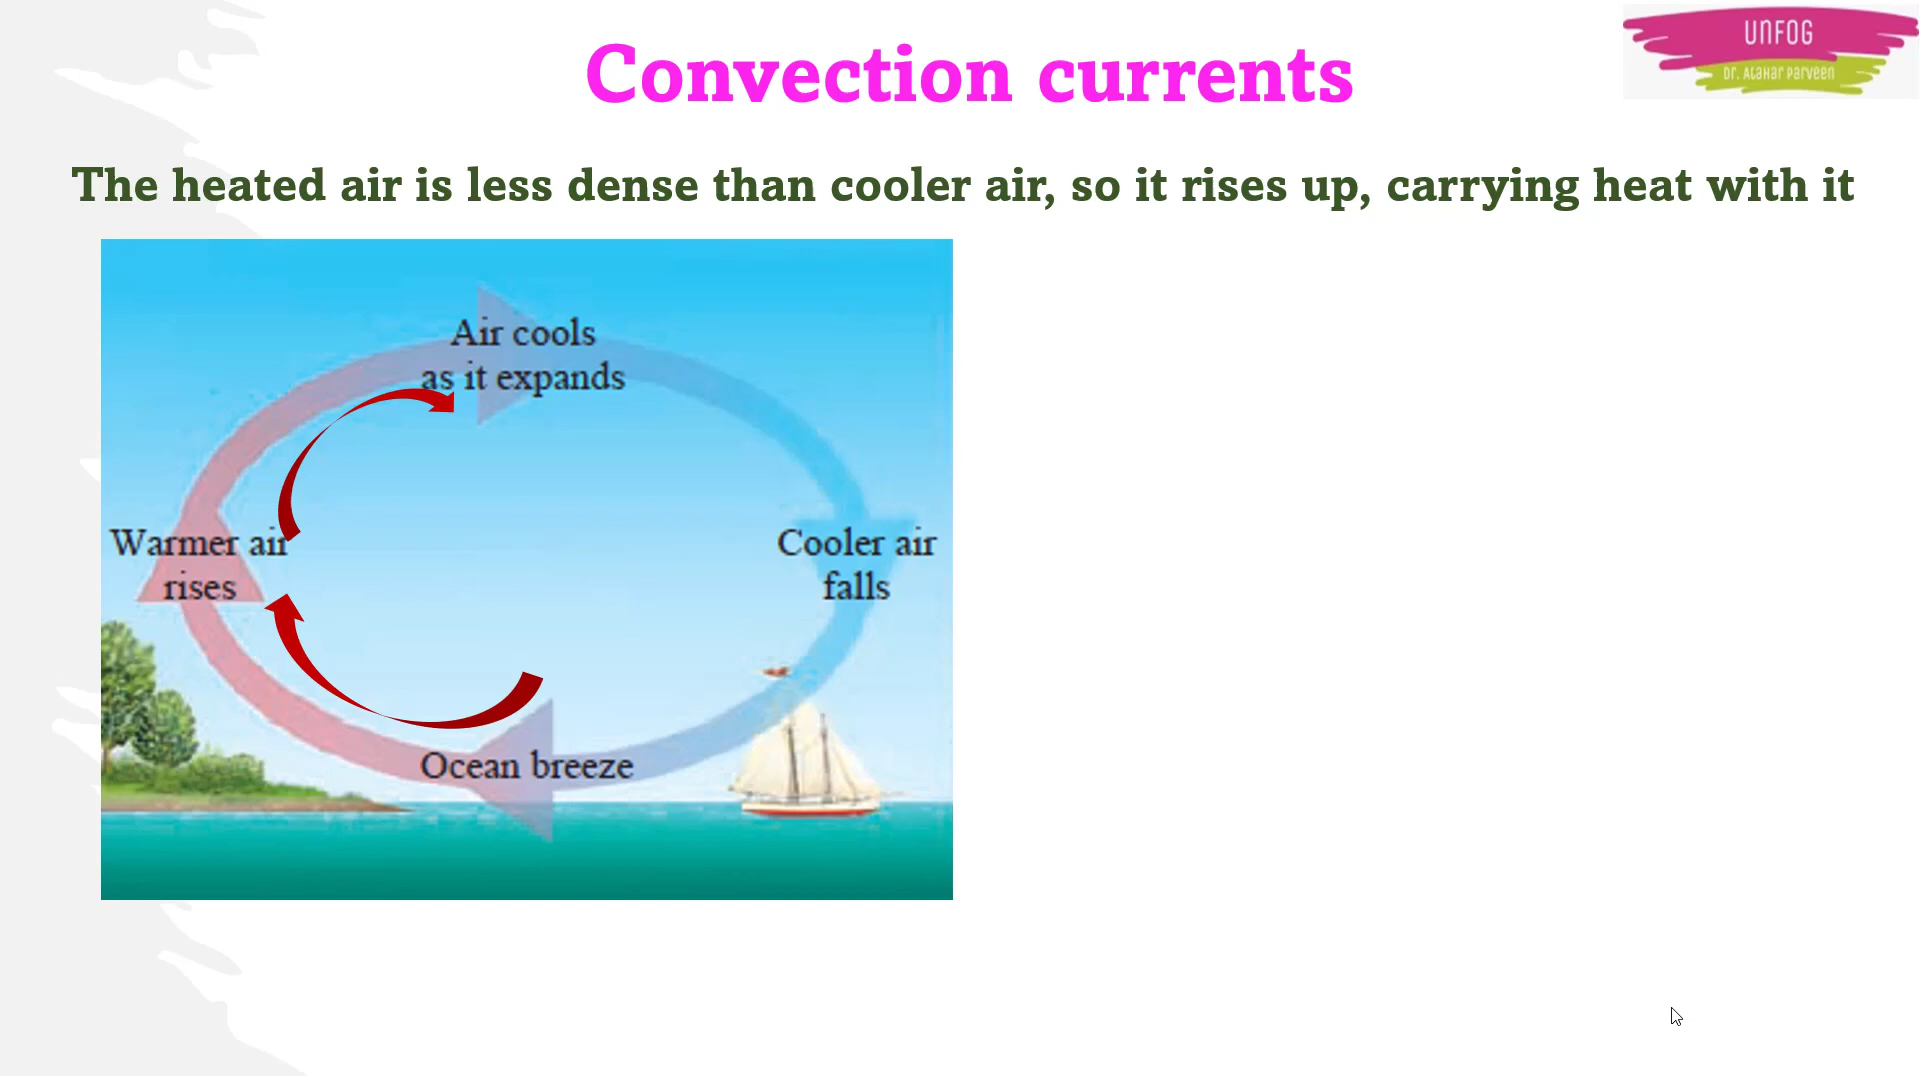 UNFOG
Dr. Atahar Parveen
Convection currents
The heated air is less dense than cooler air, so it rises up, carrying heat with it
Air cools
as it expands
Warmer air
rises
Cooler air
falls
Ocean breeze